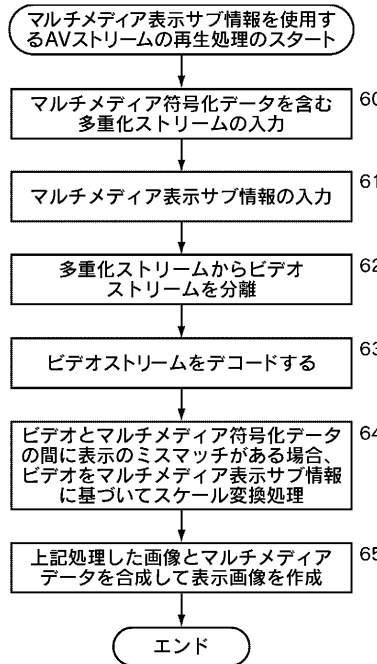 マルチメディア表示サブ情報を使用す
るAVストリームの再生処理のスタート
60
マルチメディア符号化データを含む
多重化ストリームの入力
61
マルチメディア表示サブ情報の入力
62
多重化ストリームからビデオ
ストリームを分離
63
ビデオストリームをデコードする
64
ビデオとマルチメディア符号化データ
の間に表示のミスマッチがある場合、
ビデオをマルチメディア表示サブ情報
に基づいてスケール変換処理
65
上記処理した画像とマルチメディア
データを合成して表示画像を作成
エンド